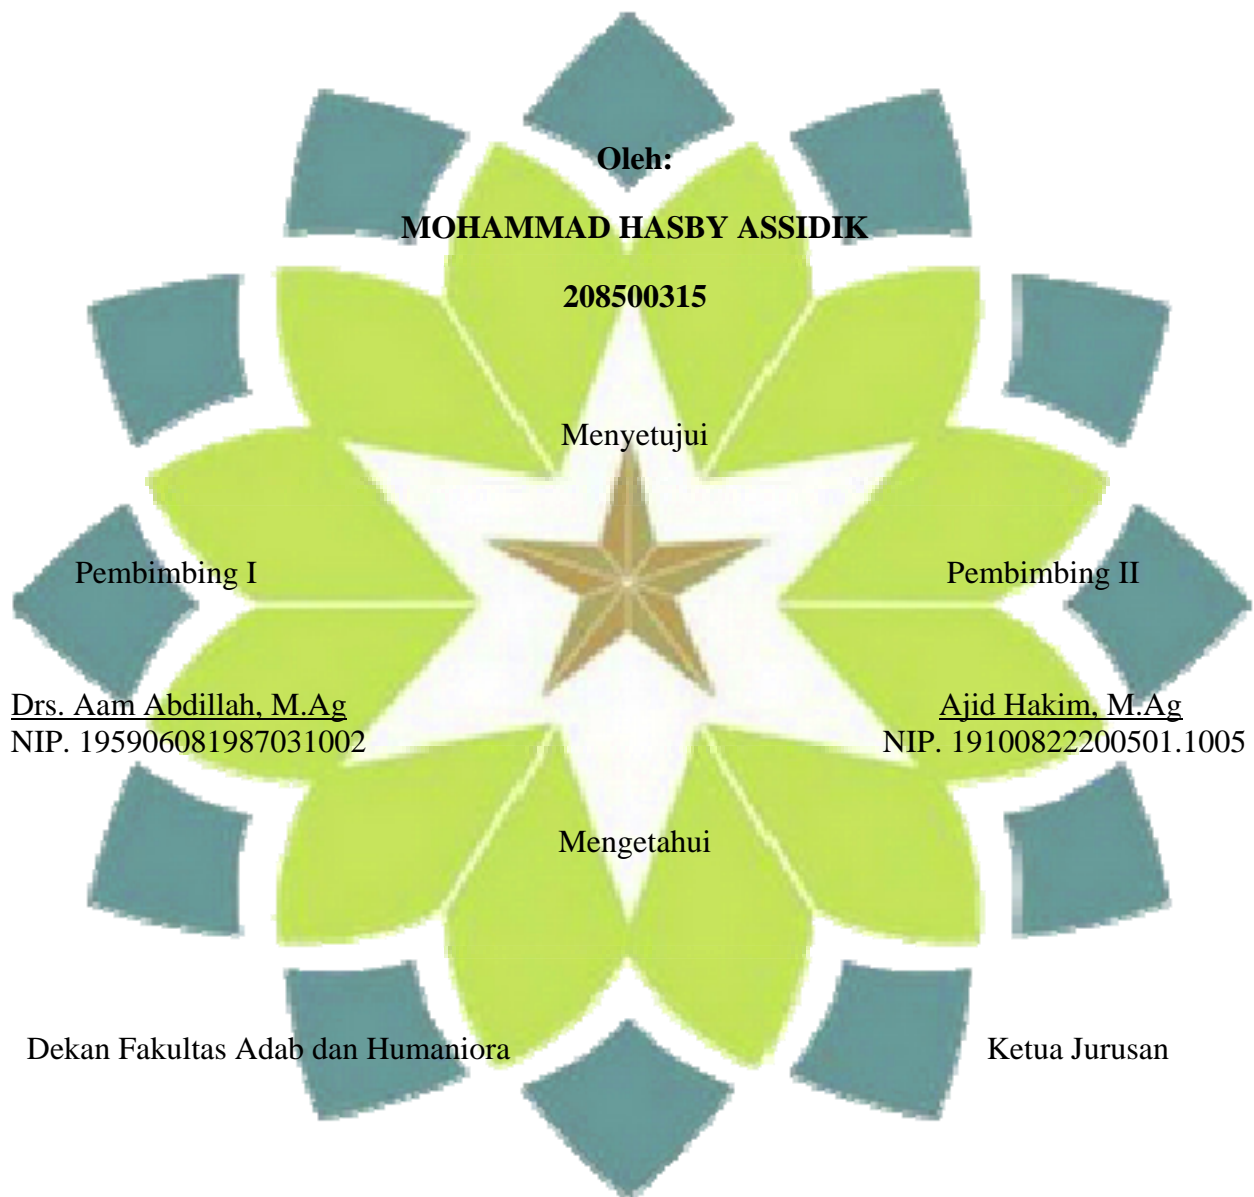 Oleh:
MOHAMMAD HASBY ASSIDIK
208500315
Menyetujui
Pembimbing I
Pembimbing II
Drs. Aam Abdillah, M.Ag
Ajid Hakim, M.Ag
NIP. 195906081987031002
NIP. 19100822200501.1005
Mengetahui
Dekan Fakultas Adab dan Humaniora
Ketua Jurusan